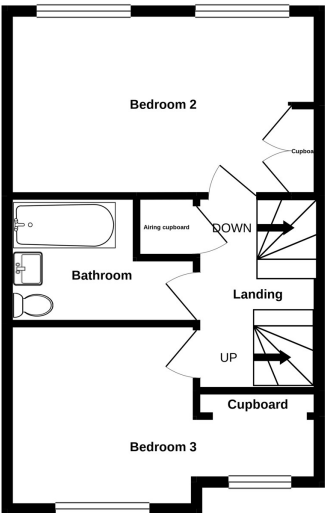 Bedroom 2
Cupboa
Airing cupboard
DOWN
Bathroom
Landing
UP
Cupboard
Bedroom 3